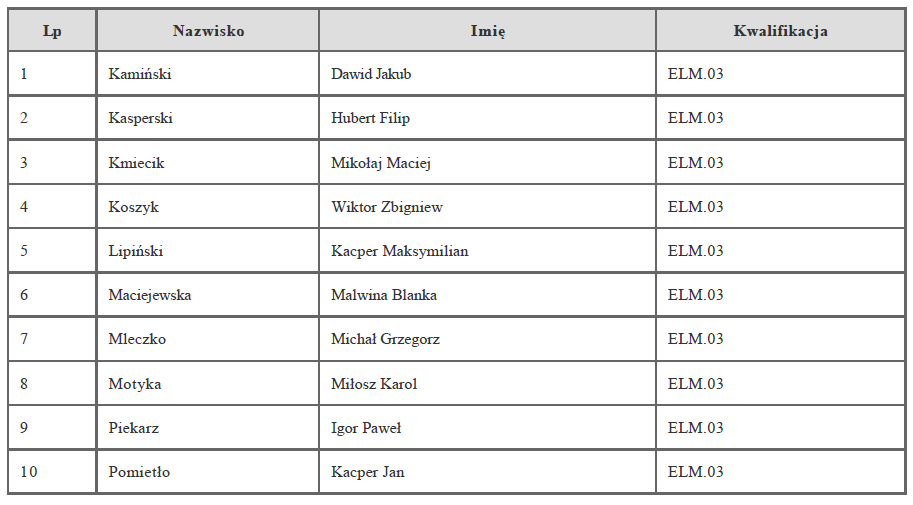 Lp Nazwisko Imię Kwalifikacja
1 Kamiński Dawid Jakub ELM.03
2 Kasperski Hubert Filip ELM.03
3 Kmiecik Mikołaj Maciej ELM.03
4 Koszyk Wiktor Zbigniew ELM.03
5 Lipiński Kacper Maksymilian ELM.03
6 Maciejewska Malwina Blanka ELM.03
7 Mleczko Michał Grzegorz ELM.03
8 Motyka Miłosz Karol ELM.03
9 Piekarz Igor Paweł ELM.03
10 Pomietło Kacper Jan ELM.03